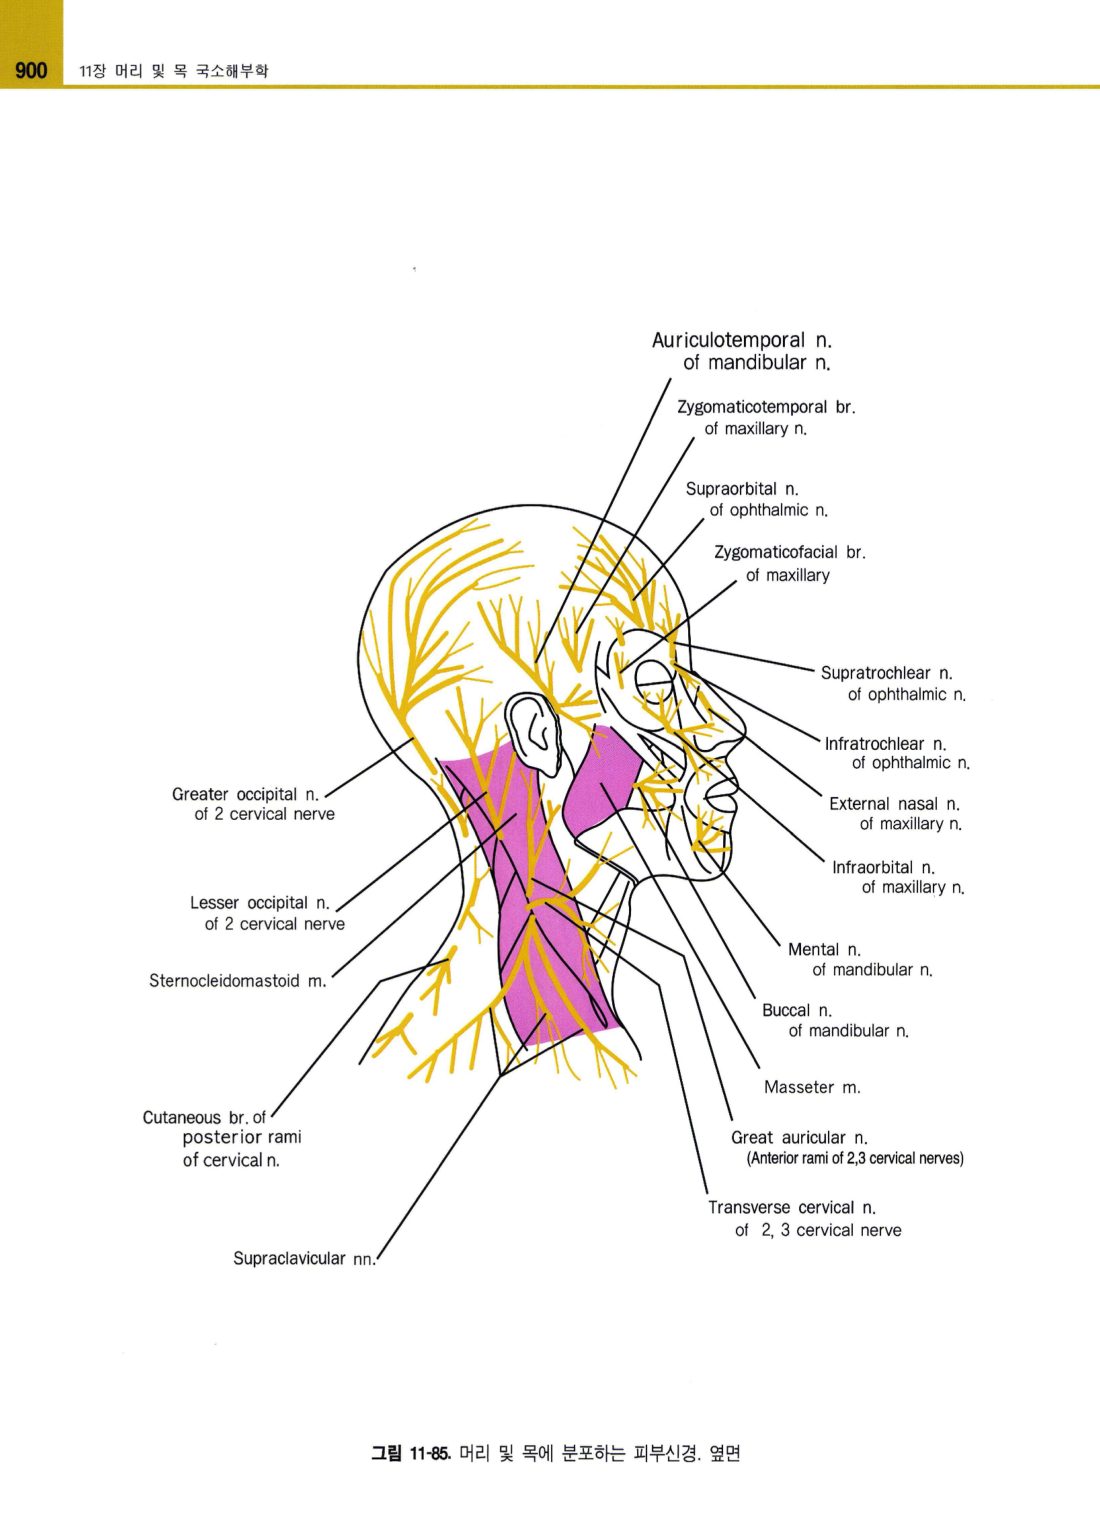 900
11장 머리 및 목 국소해부학
Auriculotemporal n.
of mandibular n.
Zygomaticotemporal br.
of maxillary n.
Supraorbital n.
of ophthalmic n.
Zygomaticofacial br.
of maxillary
Supratrochlear n.
of ophthalmic n.
Infratrochlear n.
of ophthalmic n.
External nasal n.
of maxillary n.
Infraorbital n.
of maxillary n.
Mental n.
of mandibular n.
Buccal n.
of mandibular n.
Masseter m.
Great auricular n.
(Anterior rami of 2,3 cervical nerves)
Transverse cervical n.
of 2, 3 cervical nerve
Greater occipital n.
of 2 cervical nerve
Lesser occipital n.
of 2 cervical nerve
Sternocleidomastoid m.
Cutaneous br. of
posterior rami
of cervical n.
Supraclavicular nn.
그림 11-85. 머리 및 목에 분포하는 피부신경. 옆면